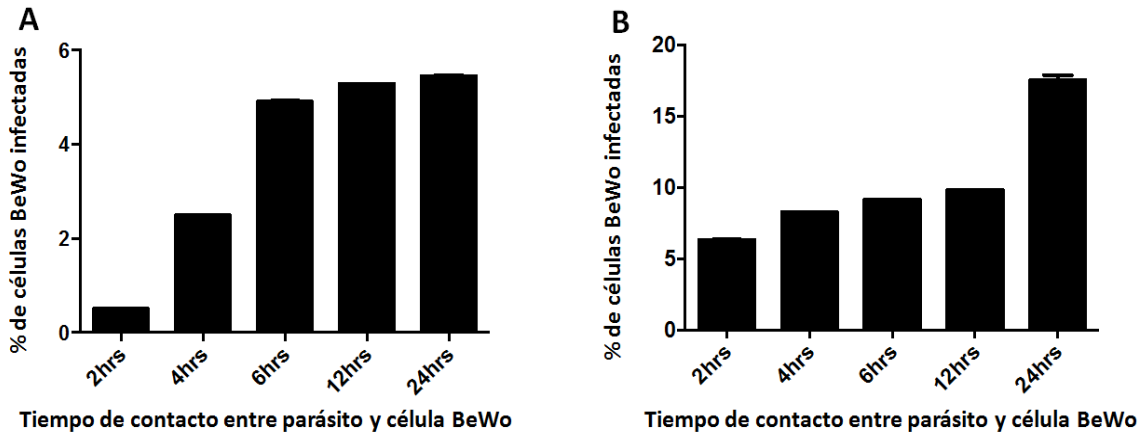 A
% de células BeWo infectadas
6
4
2
0
2hrs
4hrs
6hrs
12hrs
24hrs
Tiempo de contacto entre parásito y célula BeWo
B
% de células BeWo infectadas
20
15
10
5
0
2hrs
4hrs
6hrs
12hrs
24hrs
Tiempo de contacto entre parásito y célula BeWo